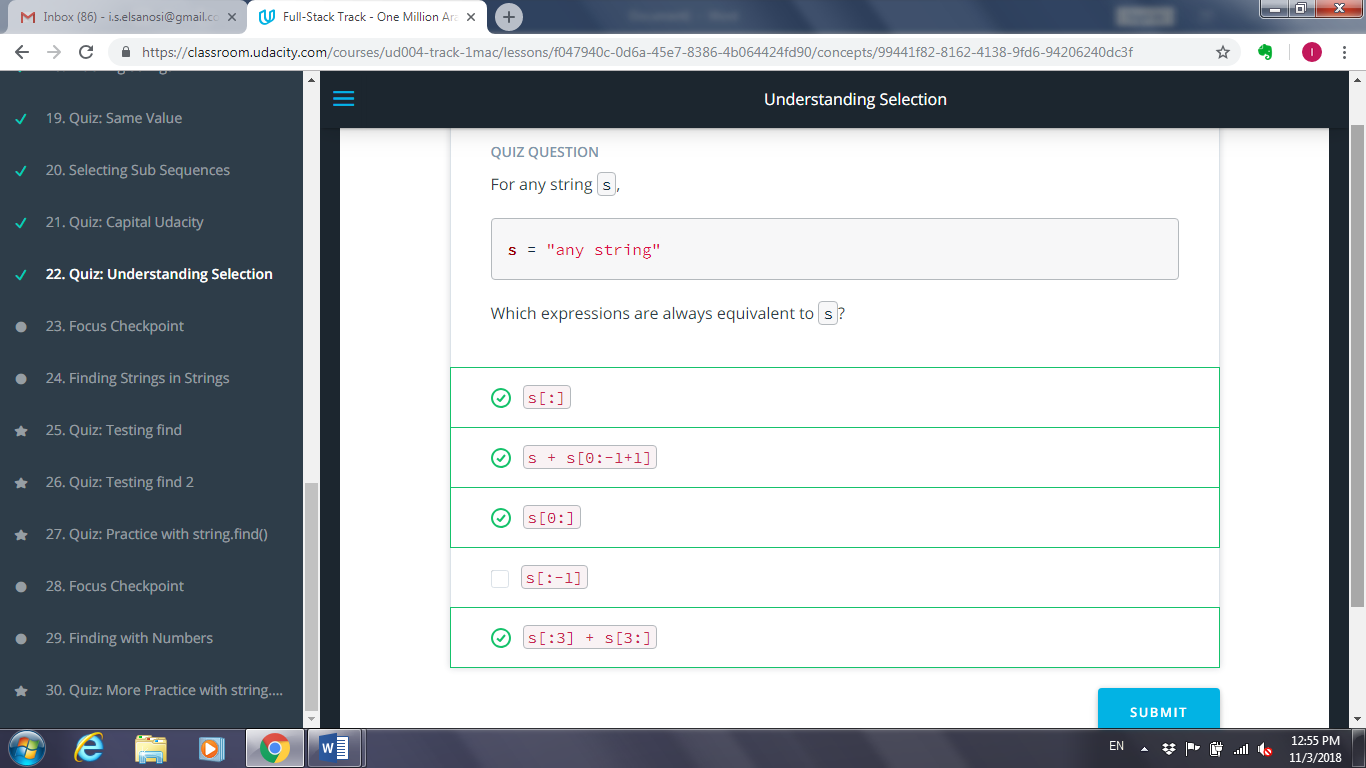 Inbox (86) - i.s.elsanosi@gmail.cc
Full-Stack Track - One Million Ara
https://classroom.udacity.com/courses/ud004-track-1mac/lessons/f047940c-0d6a-45e7-8386-4b064424fd90/concepts/99441f82-8162-4138-9fd6-94206240dc3f
I
19. Quiz: Same Value
20. Selecting Sub Sequences
21. Quiz: Capital Udacity
22. Quiz: Understanding Selection
23. Focus Checkpoint
24. Finding Strings in Strings
25. Quiz: Testing find
26. Quiz: Testing find 2
27. Quiz: Practice with string.find()
28. Focus Checkpoint
29. Finding with Numbers
30. Quiz: More Practice with string....
Understanding Selection
QUIZ QUESTION
For any string s,
s = "any string"
Which expressions are always equivalent to s?
s[:]
s + s[0:-1+1]
s[0:]
s[:-1]
s[:3] + s[3:]
SUBMIT
EN
12:55 PM
11/3/2018